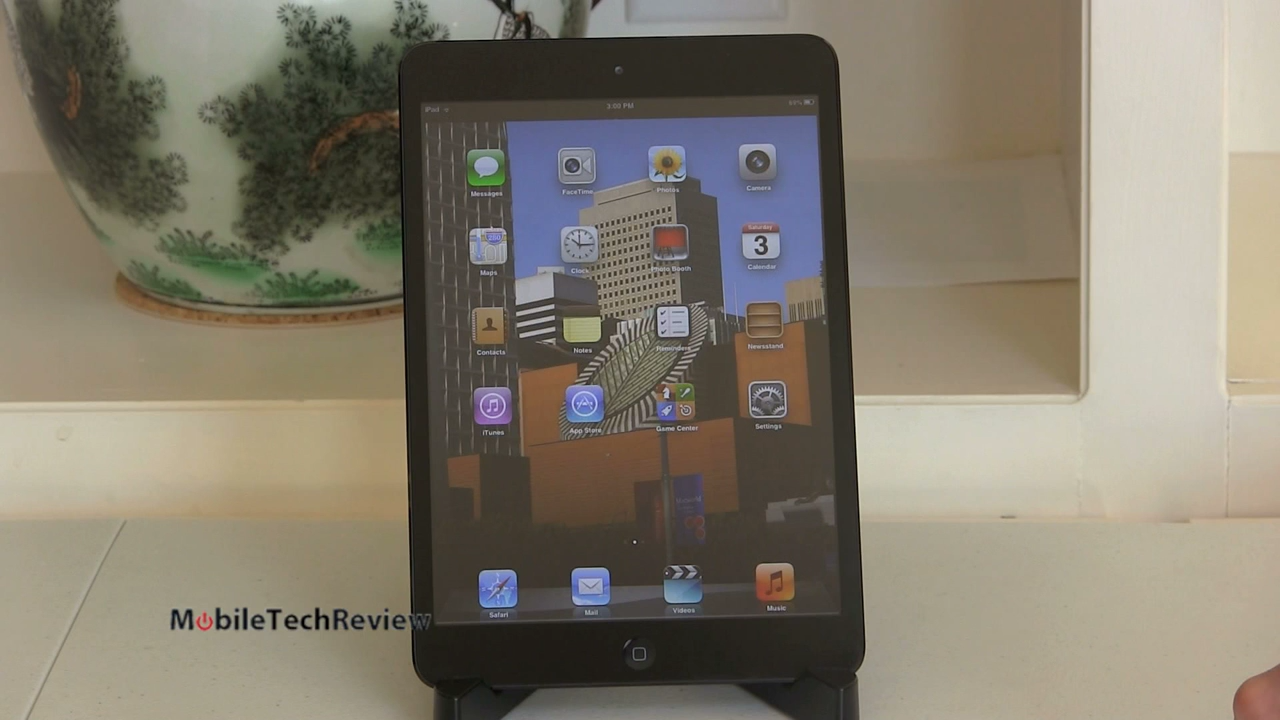 iPad
3:00 PM
Messages
FaceTime
Photos
Camera
Maps
Clock
Photo Booth
Saturday
3
Calendar
Contacts
Notes
Reminders
Newsstand
iTunes
App Store
Game Center
Settings
Safari
Mail
Videos
Music
MobileTechReview